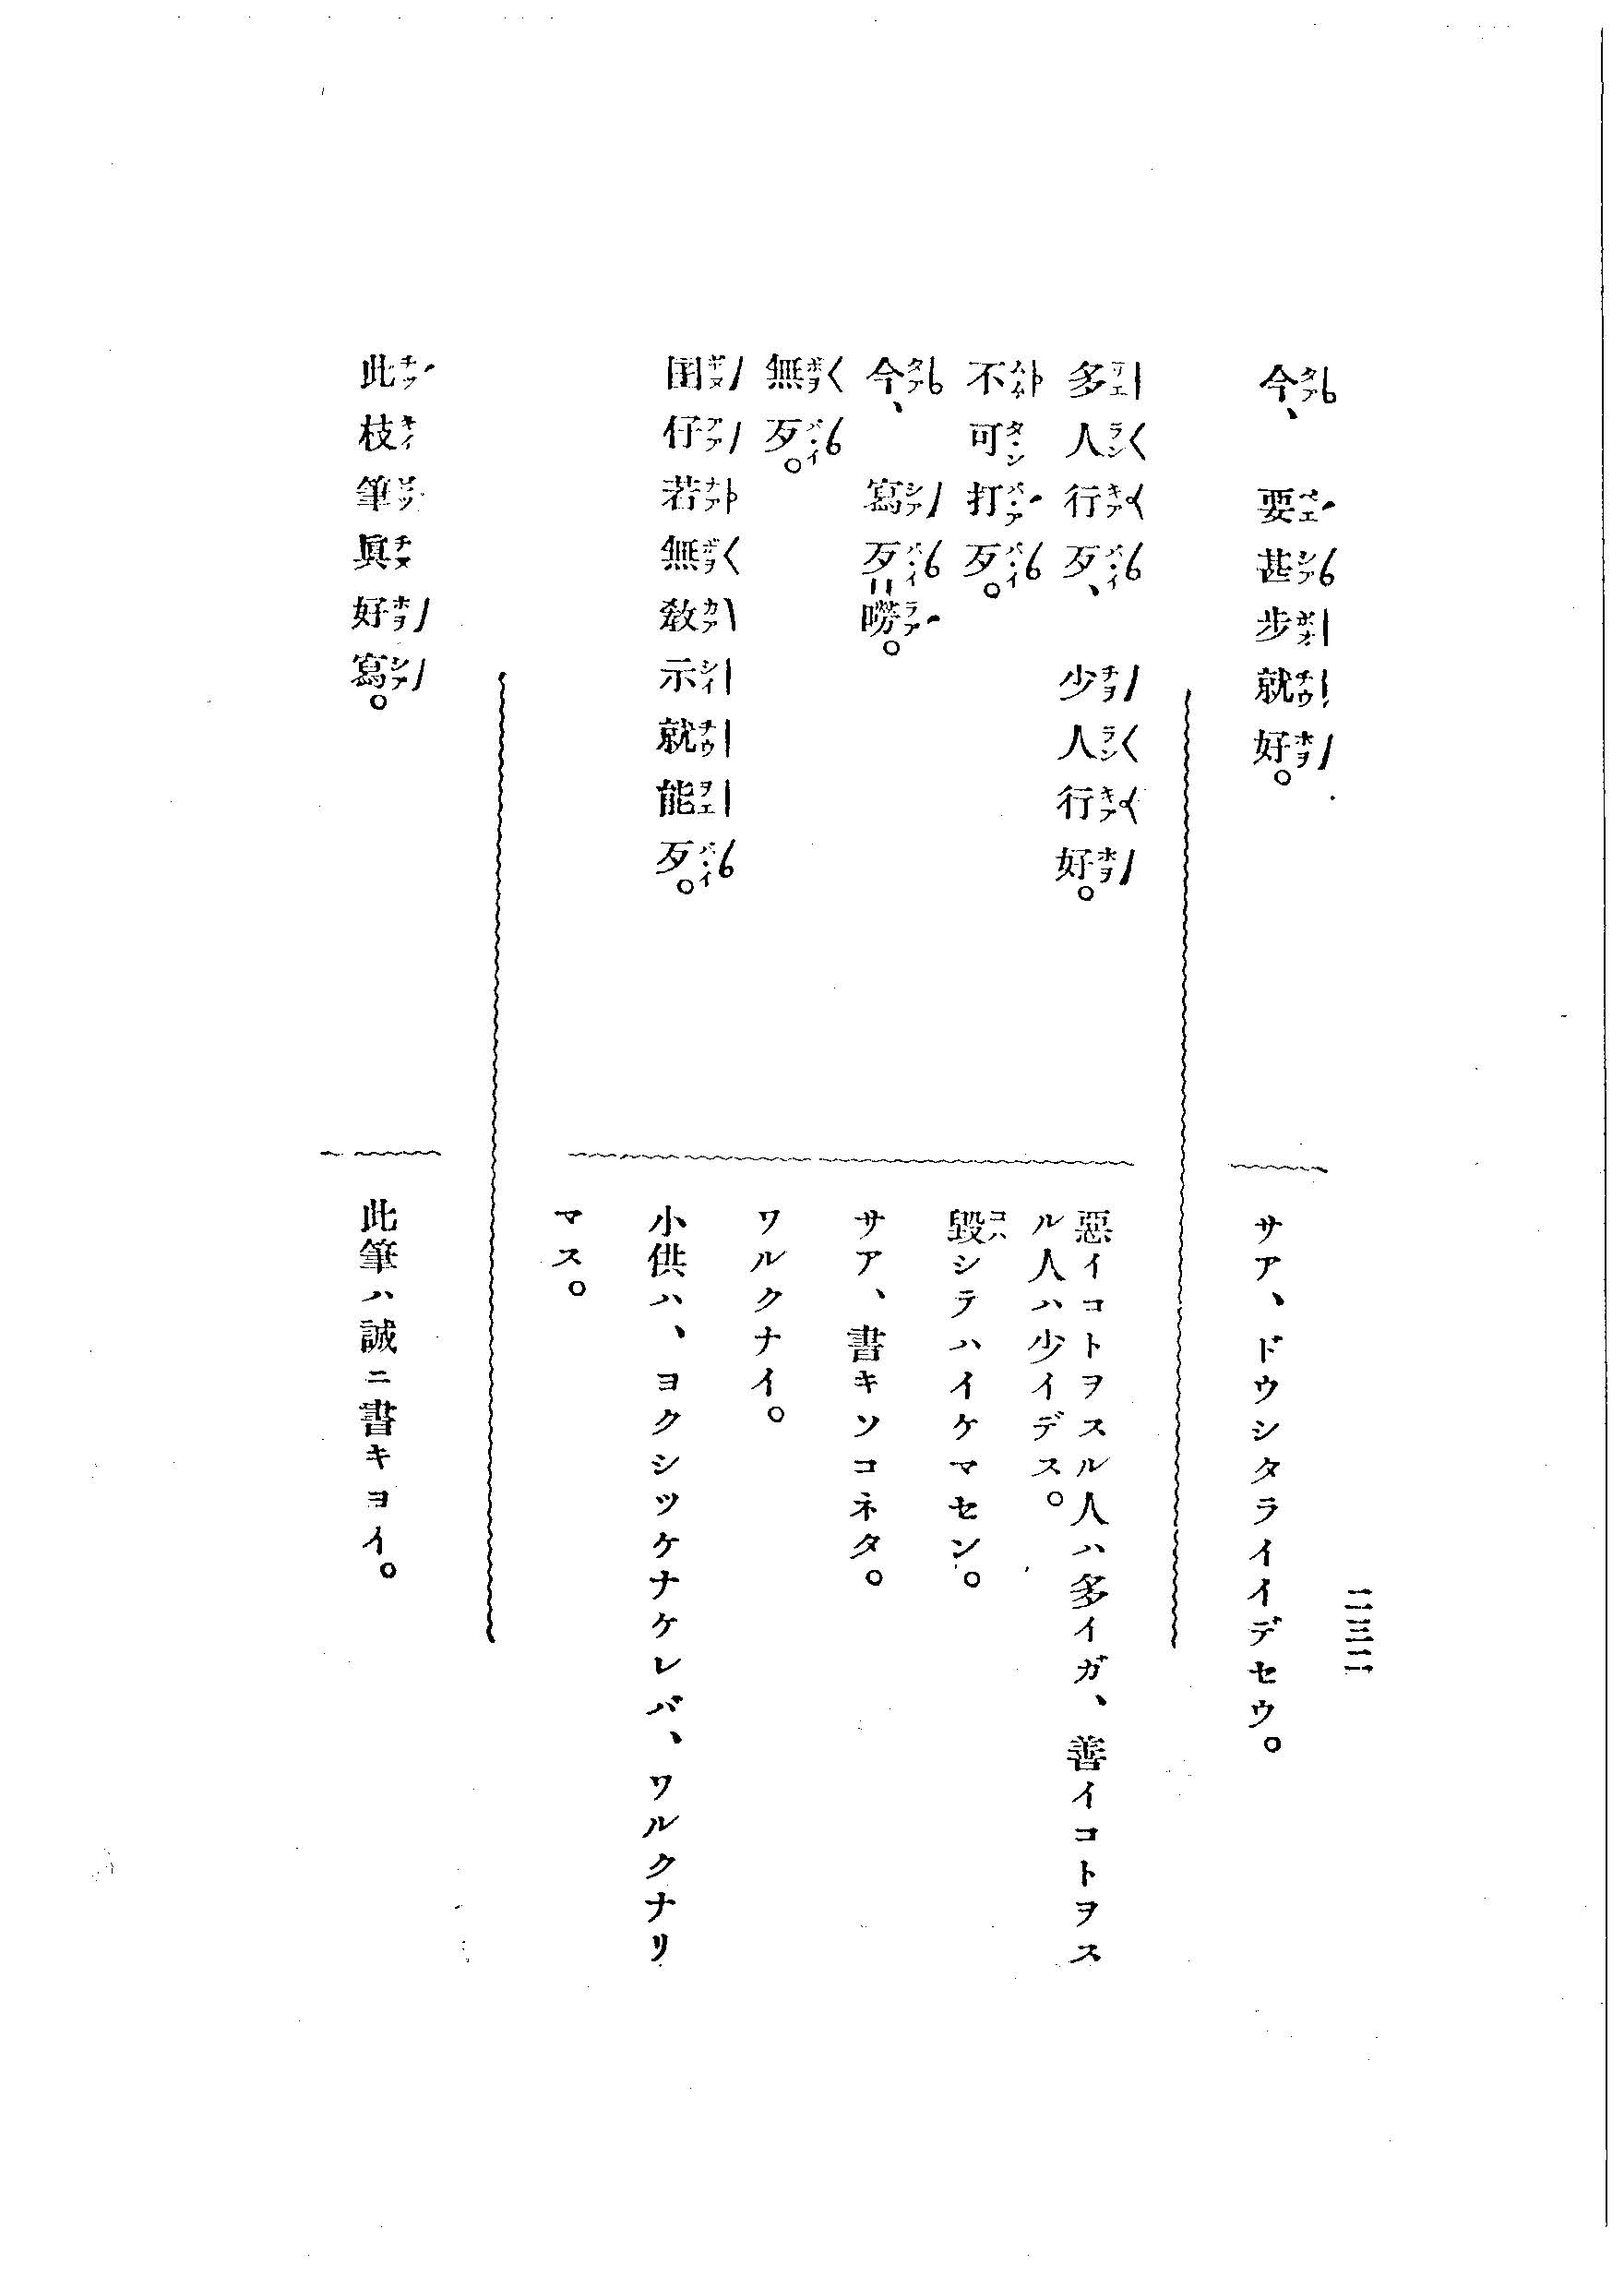 二三二
今、要甚步就好。
サア、ドウシタライイデセウ。
多人行歹、少人行好。
惡イコトヲスル人ハ多イガ、善イコトヲス
ル人ハ少イデス。
不可打歹。
毀シテハイケマセン。
今、寫歹嘮。
サア、書キソコネタ。
無歹。
ワルクナイ。
囝仔若無敎示就能歹。
小供ハ、ヨクシツケナケレバ、ワルクナリ
マス。
此枝筆眞好寫。
此筆ハ誠ニ書キヨイ。